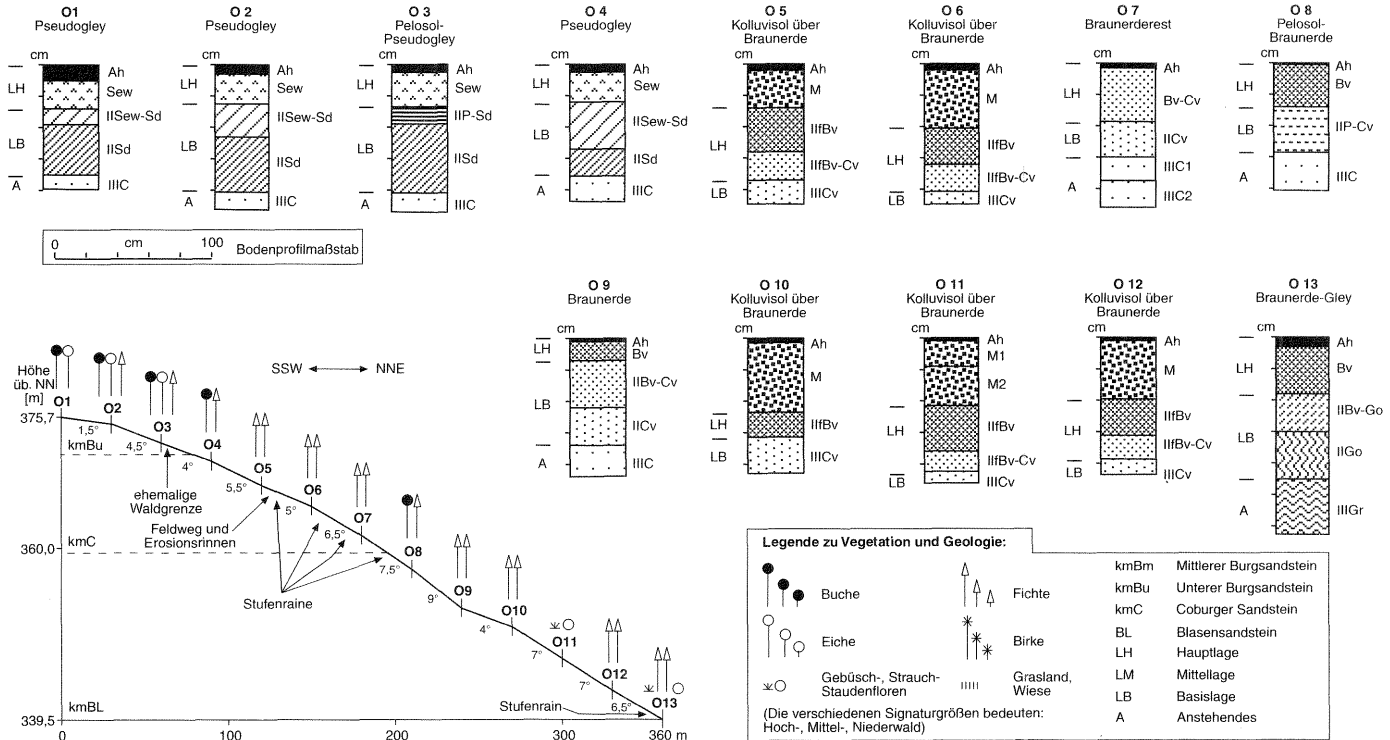 O1
Pseudogley
cm
LH
LB
A
Ah
Sew
IISew-Sd
IISd
IIIC
O 2
Pseudogley
cm
LH
LB
A
Ah
Sew
IISew-Sd
IISd
IIIC
O 3
Pelosol-
Pseudogley
cm
LH
LB
A
Ah
Sew
IIP-Sd
IISd
IIIC
O 4
Pseudogley
cm
LH
LB
A
Ah
Sew
IISew-Sd
IISd
IIIC
O 5
Kolluvisol über
Braunerde
cm
LH
LB
Ah
M
IIfBv
IIfBv-Cv
IIICv
O 6
Kolluvisol über
Braunerde
cm
LH
LB
Ah
M
IIfBv
IIfBv-Cv
IIICv
O 7
Braunerderest
cm
LH
LB
A
Ah
Bv-Cv
IICv
IIIC1
IIIC2
O 8
Pelosol-
Braunerde
cm
LH
LB
A
Ah
Bv
IIP-Cv
IIIC
0 cm 100 Bodenprofilmaßstab
O 9
Braunerde
cm
LH
LB
A
Ah
Bv
IIBv-Cv
IICv
IIIC
O 10
Kolluvisol über
Braunerde
cm
LH
LB
Ah
M
IIfBv
IIICv
O 11
Kolluvisol über
Braunerde
cm
LH
LB
Ah
M1
M2
IIfBv
IIfBv-Cv
IIICv
O 12
Kolluvisol über
Braunerde
cm
LH
LB
Ah
M
IIfBv
IIfBv-Cv
IIICv
O 13
Braunerde-Gley
cm
LH
LB
A
Ah
Bv
IIBv-Go
IIGo
IIIGr
Höhe
üb. NN
[m]
375,7
360,0
339,5
SSW NNE
O1
O2
O3
O4
O5
O6
O7
O8
O9
O10
O11
O12
O13
1,5°
4,5°
4°
5,5°
5°
6,5°
7,5°
9°
4°
7°
7°
6,5°
kmBu
kmC
kmBL
ehemalige
Waldgrenze
Feldweg und
Erosionsrinnen
Stufenraine
Stufenrain
0 100 200 300 360 m
Legende zu Vegetation und Geologie:
Buche
Eiche
Gebüsch-, Strauch-
Staudenfloren
Fichte
Birke
Grasland,
Wiese
(Die verschiedenen Signaturgrößen bedeuten:
Hoch-, Mittel-, Niederwald)
kmBm Mittlerer Burgsandstein
kmBu Unterer Burgsandstein
kmC Coburger Sandstein
BL Blasensandstein
LH Hauptlage
LM Mittellage
LB Basislage
A Anstehendes